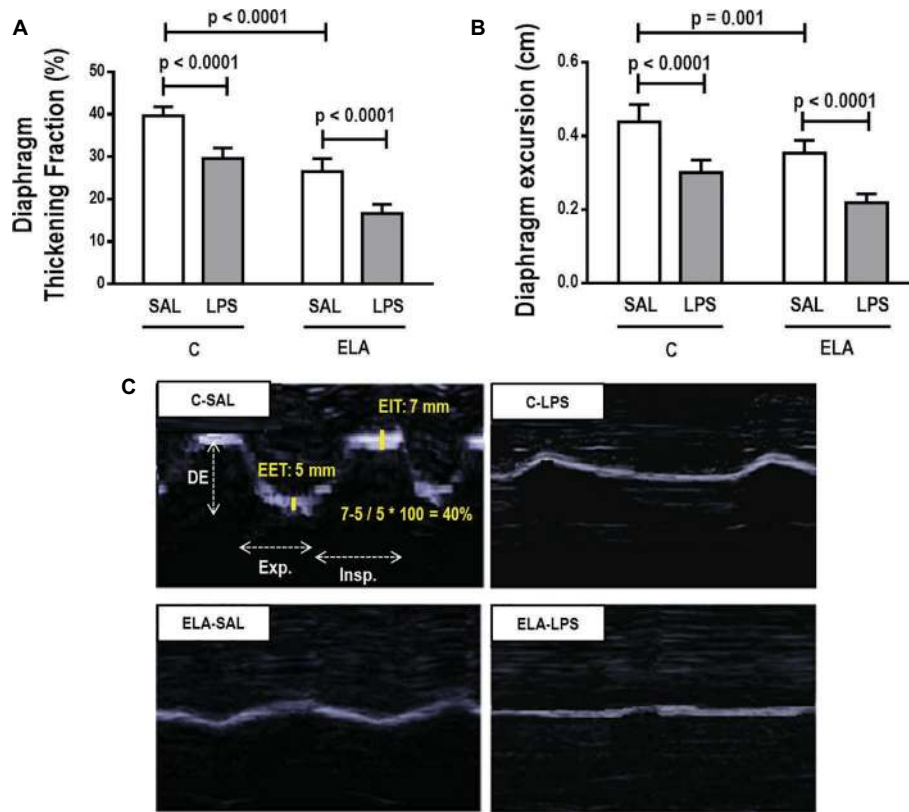 A
p < 0.0001
p < 0.0001
p < 0.0001
Diaphragm
Thickening Fraction (%)
50
40
30
20
10
0
SAL LPS SAL LPS
C ELA
B
p = 0.001
p < 0.0001
p < 0.0001
Diaphragm excursion (cm)
0.6
0.4
0.2
0.0
SAL LPS SAL LPS
C ELA
C
C-SAL
EIT: 7 mm
EET: 5 mm
DE
7-5 / 5 * 100 = 40%
Exp.
Insp.
C-LPS
ELA-SAL
ELA-LPS